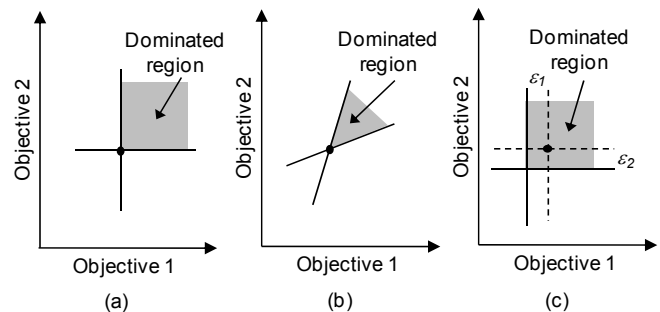 Objective 2
Dominated
region
Objective 1
(a)
Objective 2
Dominated
region
Objective 1
(b)
Objective 2
ε1
Dominated
region
ε2
Objective 1
(c)